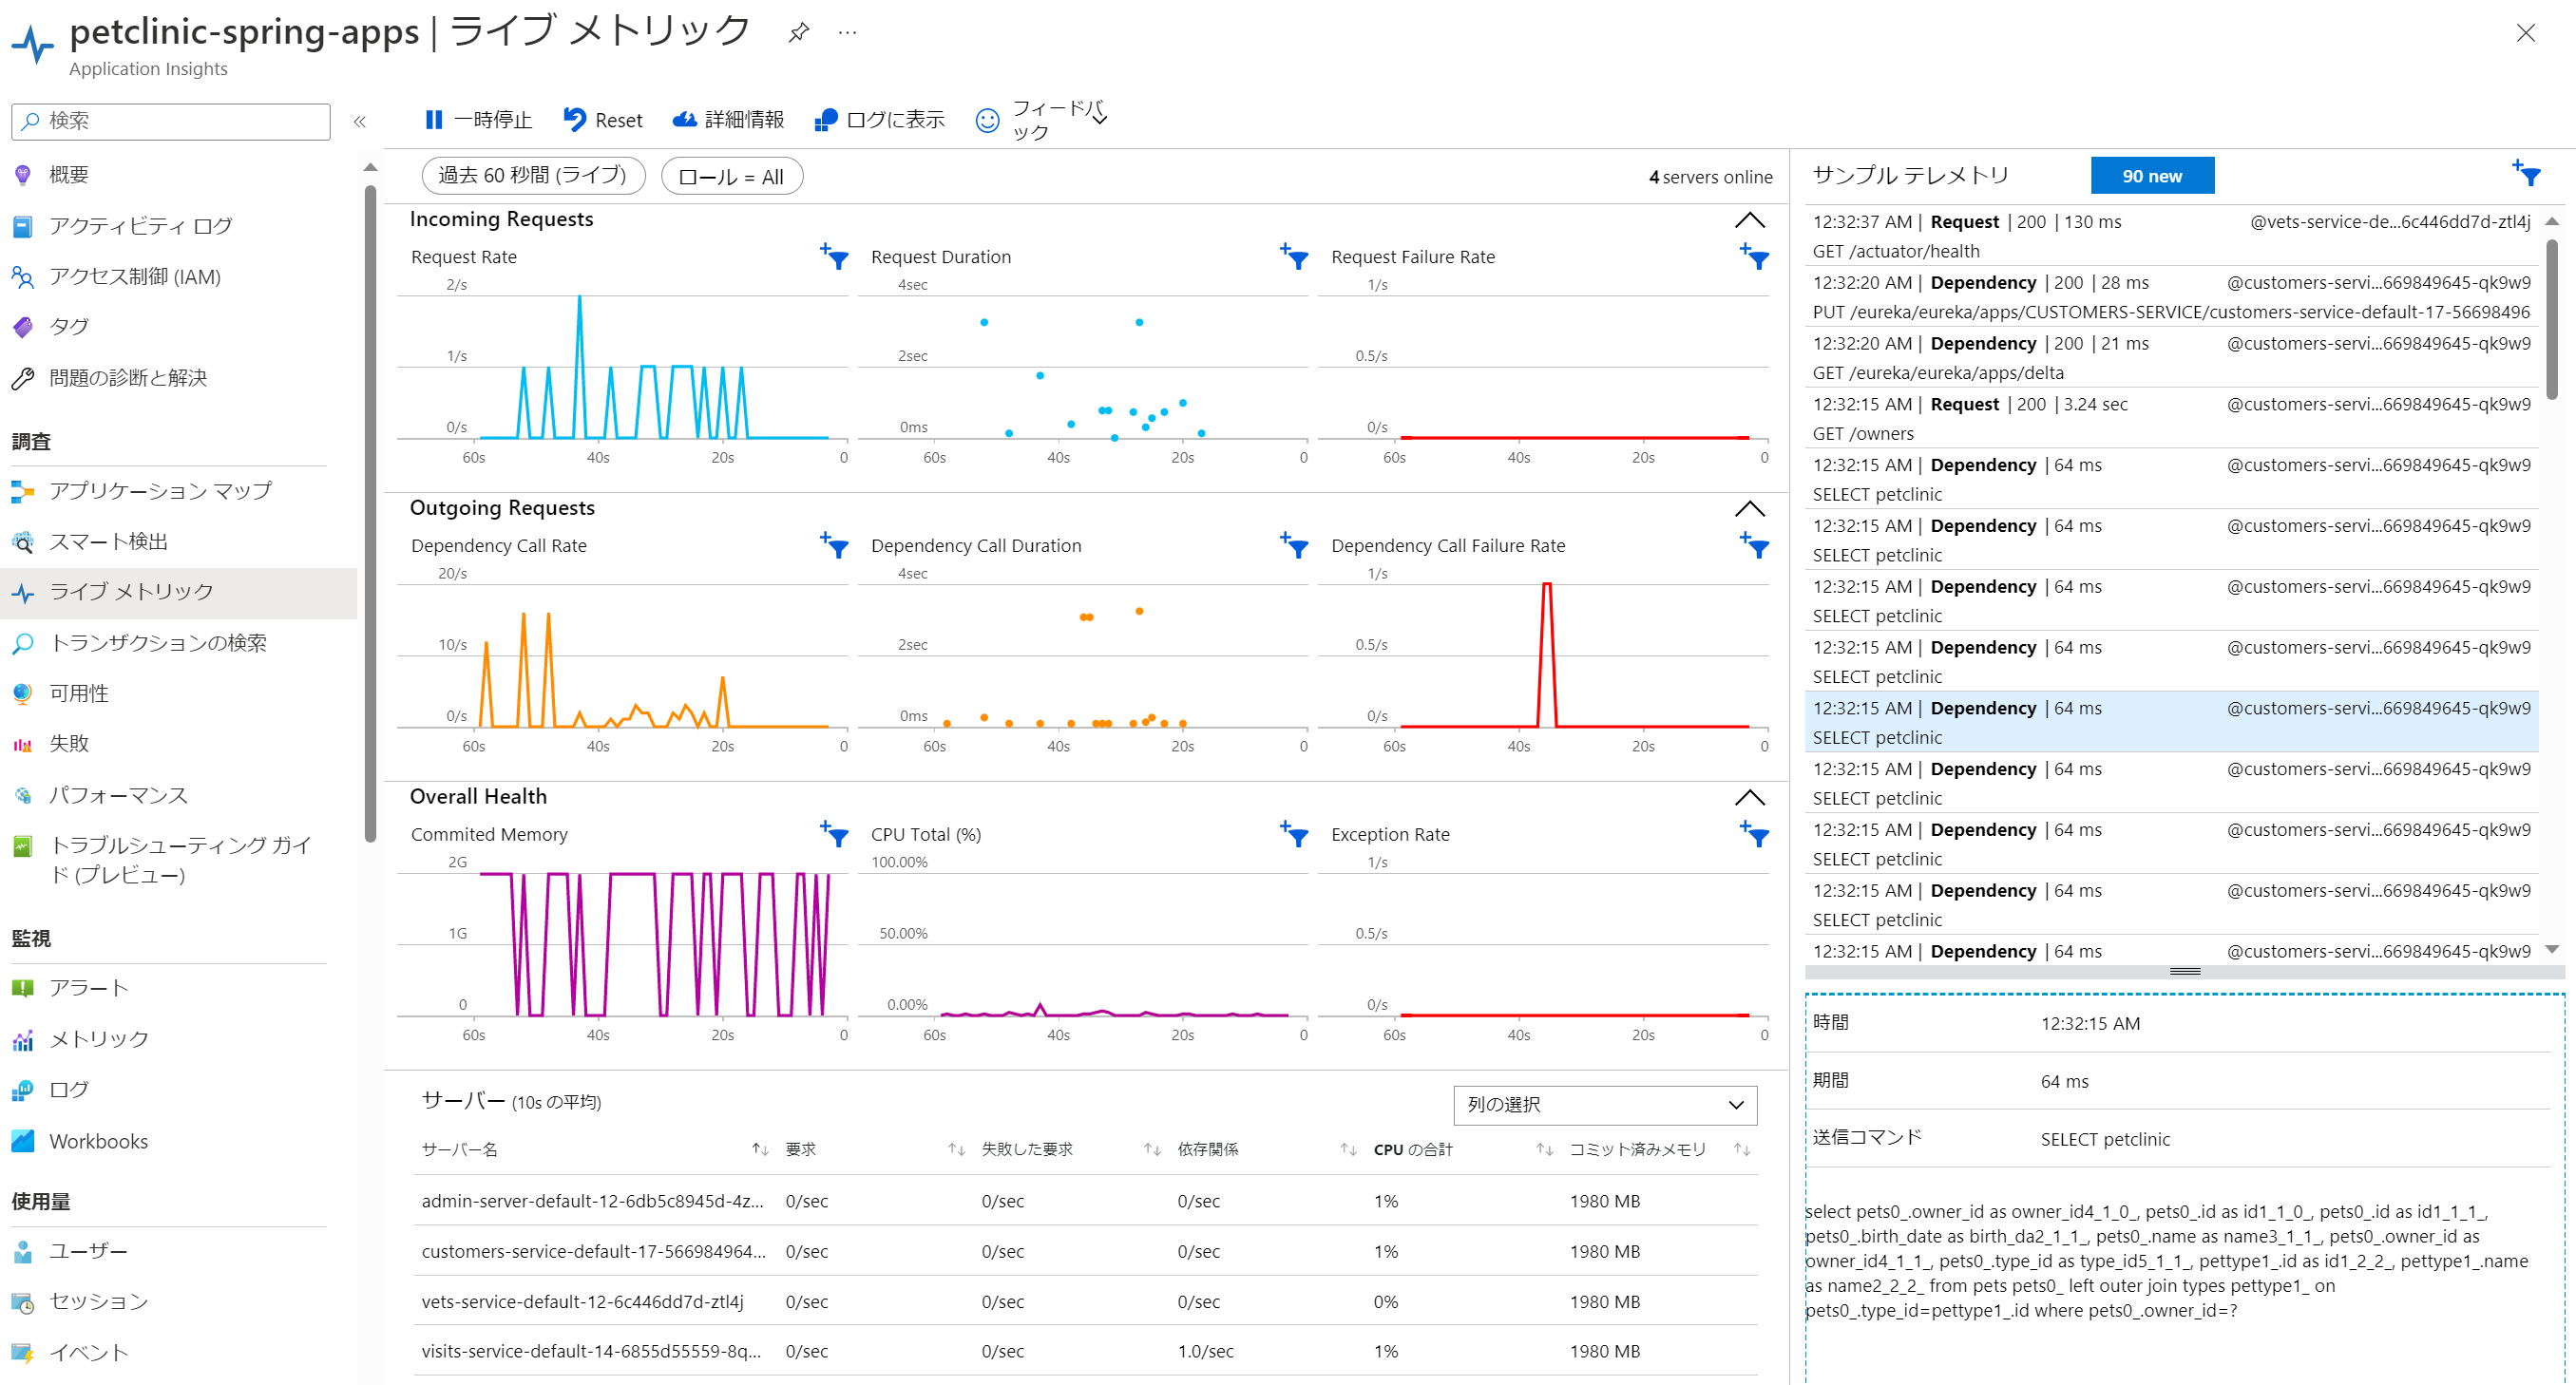 petclinic-spring-apps | ライブ メトリック
Application Insights
検索
一時停止
Reset
詳細情報
ログに表示
フィードバ
ック
概要
アクティビティ ログ
アクセス制御 (IAM)
タグ
問題の診断と解決
調査
アプリケーション マップ
スマート検出
ライブ メトリック
トランザクションの検索
可用性
失敗
パフォーマンス
トラブルシューティング ガイ
ド (プレビュー)
監視
アラート
メトリック
ログ
Workbooks
使用量
ユーザー
セッション
イベント
過去 60 秒間 (ライブ)
ロール = All
4 servers online
Incoming Requests
Request Rate
2/s
1/s
0/s
60s 40s 20s 0
Request Duration
4sec
2sec
0ms
60s 40s 20s 0
Request Failure Rate
1/s
0.5/s
0/s
60s 40s 20s 0
Outgoing Requests
Dependency Call Rate
20/s
10/s
0/s
60s 40s 20s 0
Dependency Call Duration
4sec
2sec
0ms
60s 40s 20s 0
Dependency Call Failure Rate
1/s
0.5/s
0/s
60s 40s 20s 0
Overall Health
Commited Memory
2G
1G
0
60s 40s 20s 0
CPU Total (%)
100.00%
50.00%
0.00%
60s 40s 20s 0
Exception Rate
1/s
0.5/s
0/s
60s 40s 20s 0
サーバー (10s の平均)
列の選択
サーバー名 要求 失敗した要求 依存関係 CPU の合計 コミット済みメモリ
admin-server-default-12-6db5c8945d-4z... 0/sec 0/sec 0/sec 1% 1980 MB
customers-service-default-17-566984964... 0/sec 0/sec 0/sec 1% 1980 MB
vets-service-default-12-6c446dd7d-ztl4j 0/sec 0/sec 0/sec 0% 1980 MB
visits-service-default-14-6855d55559-8q... 0/sec 0/sec 1.0/sec 1% 1980 MB
サンプル テレメトリ
90 new
12:32:37 AM | Request | 200 | 130 ms @vets-service-de...6c446dd7d-ztl4j
GET /actuator/health
12:32:20 AM | Dependency | 200 | 28 ms @customers-servi...669849645-qk9w9
PUT /eureka/eureka/apps/CUSTOMERS-SERVICE/customers-service-default-17-56698496
12:32:20 AM | Dependency | 200 | 21 ms @customers-servi...669849645-qk9w9
GET /eureka/eureka/apps/delta
12:32:15 AM | Request | 200 | 3.24 sec @customers-servi...669849645-qk9w9
GET /owners
12:32:15 AM | Dependency | 64 ms @customers-servi...669849645-qk9w9
SELECT petclinic
12:32:15 AM | Dependency | 64 ms @customers-servi...669849645-qk9w9
SELECT petclinic
12:32:15 AM | Dependency | 64 ms @customers-servi...669849645-qk9w9
SELECT petclinic
12:32:15 AM | Dependency | 64 ms @customers-servi...669849645-qk9w9
SELECT petclinic
12:32:15 AM | Dependency | 64 ms @customers-servi...669849645-qk9w9
SELECT petclinic
12:32:15 AM | Dependency | 64 ms @customers-servi...669849645-qk9w9
SELECT petclinic
12:32:15 AM | Dependency | 64 ms @customers-servi...669849645-qk9w9
SELECT petclinic
12:32:15 AM | Dependency | 64 ms @customers-servi...669849645-qk9w9
SELECT petclinic
12:32:15 AM | Dependency | 64 ms @customers-servi...669849645-qk9w9
時間 12:32:15 AM
期間 64 ms
送信コマンド SELECT petclinic
select pets0_.owner_id as owner_id4_1_0_, pets0_.id as id1_1_0_, pets0_.id as id1_1_1_,
pets0_.birth_date as birth_da2_1_1_, pets0_.name as name3_1_1_, pets0_.owner_id as
owner_id4_1_1_, pets0_.type_id as type_id5_1_1_, pettype1_.id as id1_2_2_, pettype1_.name
as name2_2_2_ from pets pets0_ left outer join types pettype1_ on
pets0_.type_id=pettype1_.id where pets0_.owner_id=?